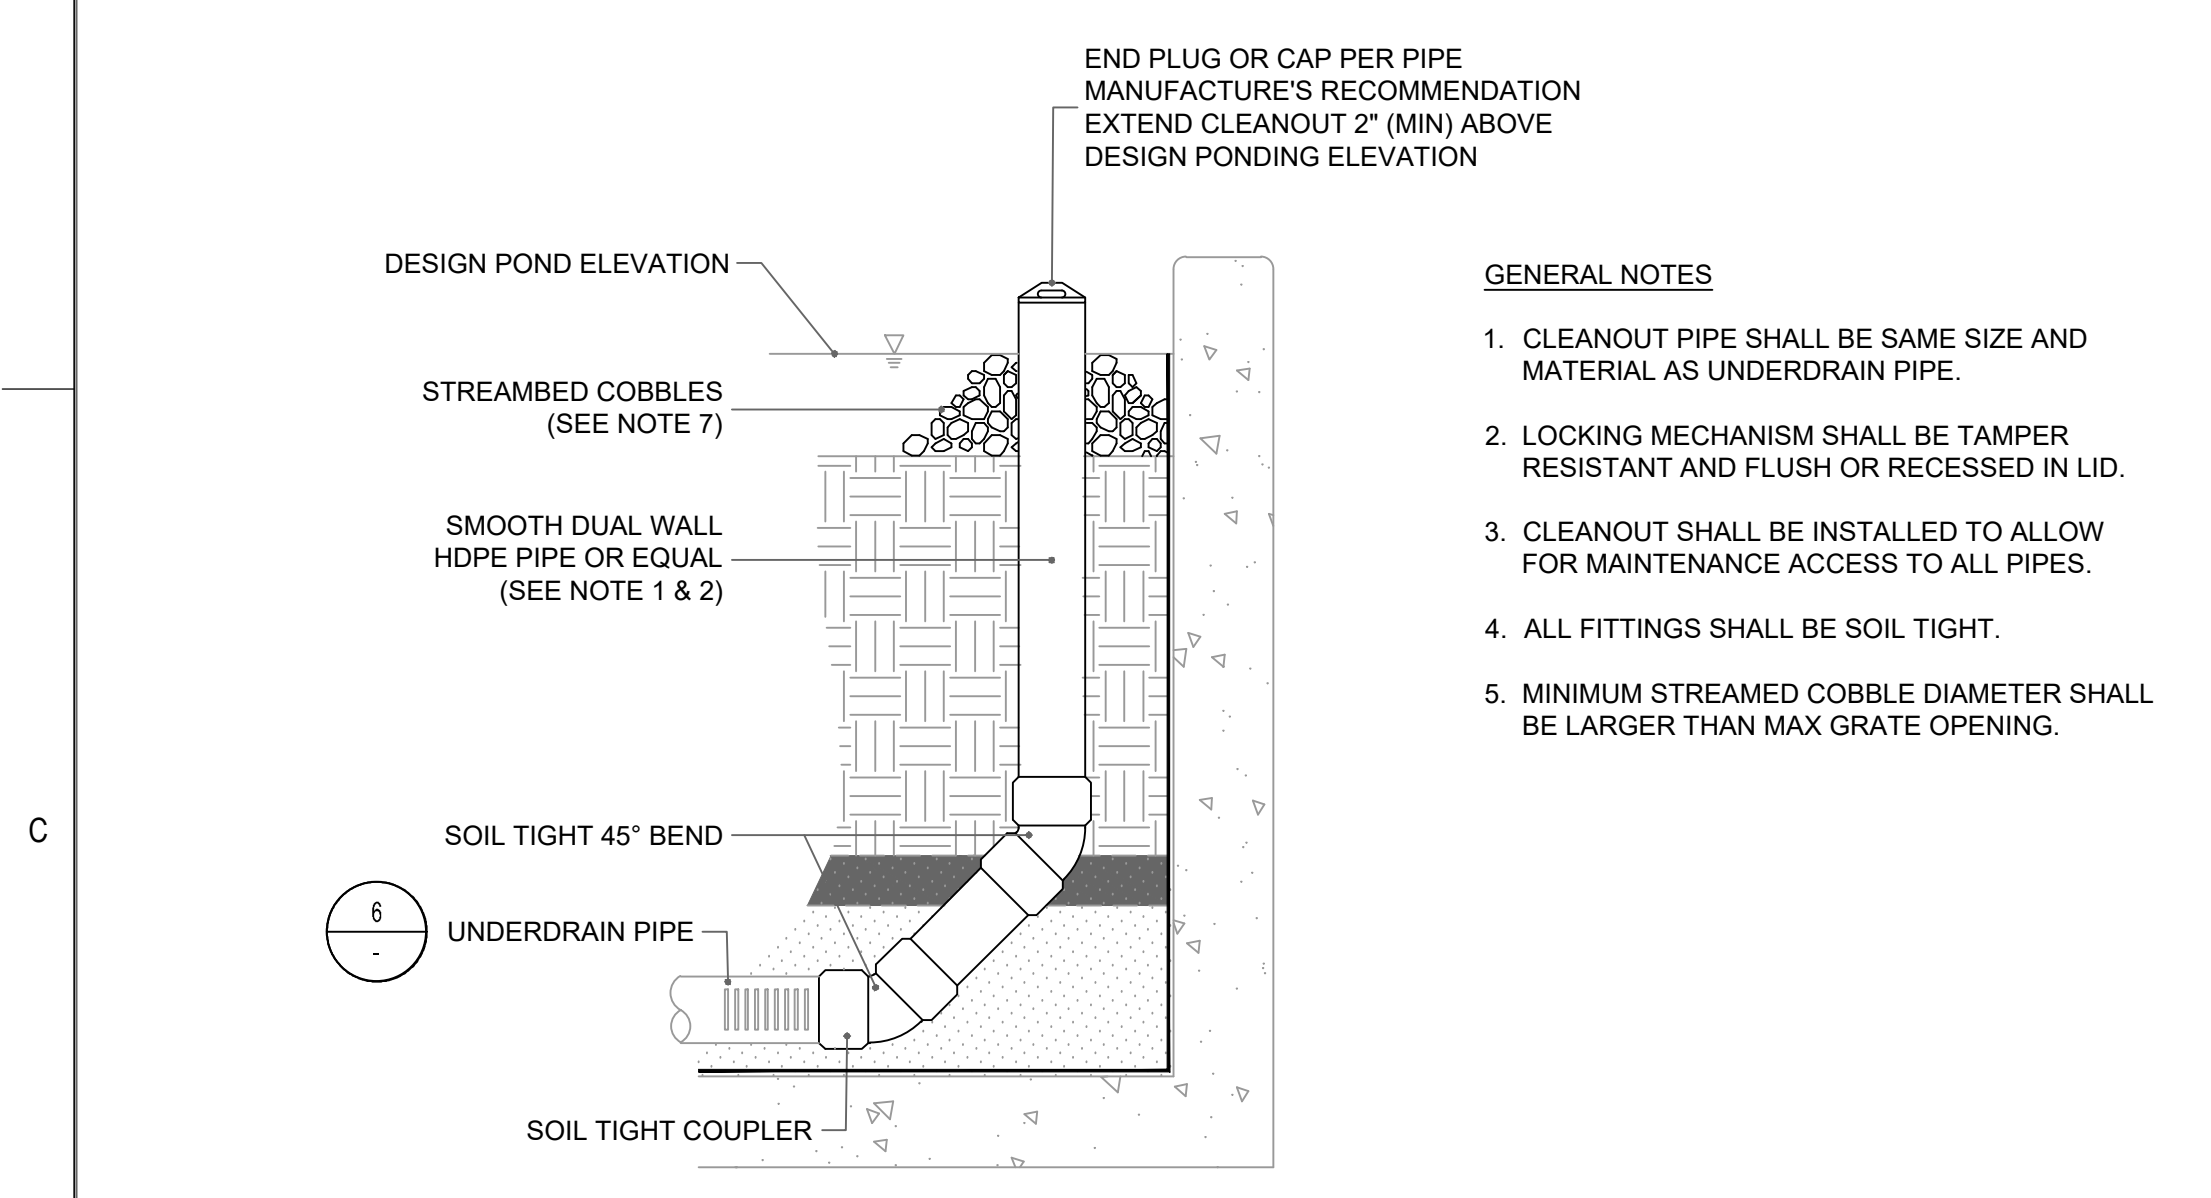 END PLUG OR CAP PER PIPE
MANUFACTURE'S RECOMMENDATION
EXTEND CLEANOUT 2" (MIN) ABOVE
DESIGN PONDING ELEVATION
DESIGN POND ELEVATION
STREAMBED COBBLES
(SEE NOTE 7)
SMOOTH DUAL WALL
HDPE PIPE OR EQUAL
(SEE NOTE 1 & 2)
SOIL TIGHT 45° BEND
6
-
UNDERDRAIN PIPE
SOIL TIGHT COUPLER
C
GENERAL NOTES
1. CLEANOUT PIPE SHALL BE SAME SIZE AND
MATERIAL AS UNDERDRAIN PIPE.
2. LOCKING MECHANISM SHALL BE TAMPER
RESISTANT AND FLUSH OR RECESSED IN LID.
3. CLEANOUT SHALL BE INSTALLED TO ALLOW
FOR MAINTENANCE ACCESS TO ALL PIPES.
4. ALL FITTINGS SHALL BE SOIL TIGHT.
5. MINIMUM STREAMED COBBLE DIAMETER SHALL
BE LARGER THAN MAX GRATE OPENING.